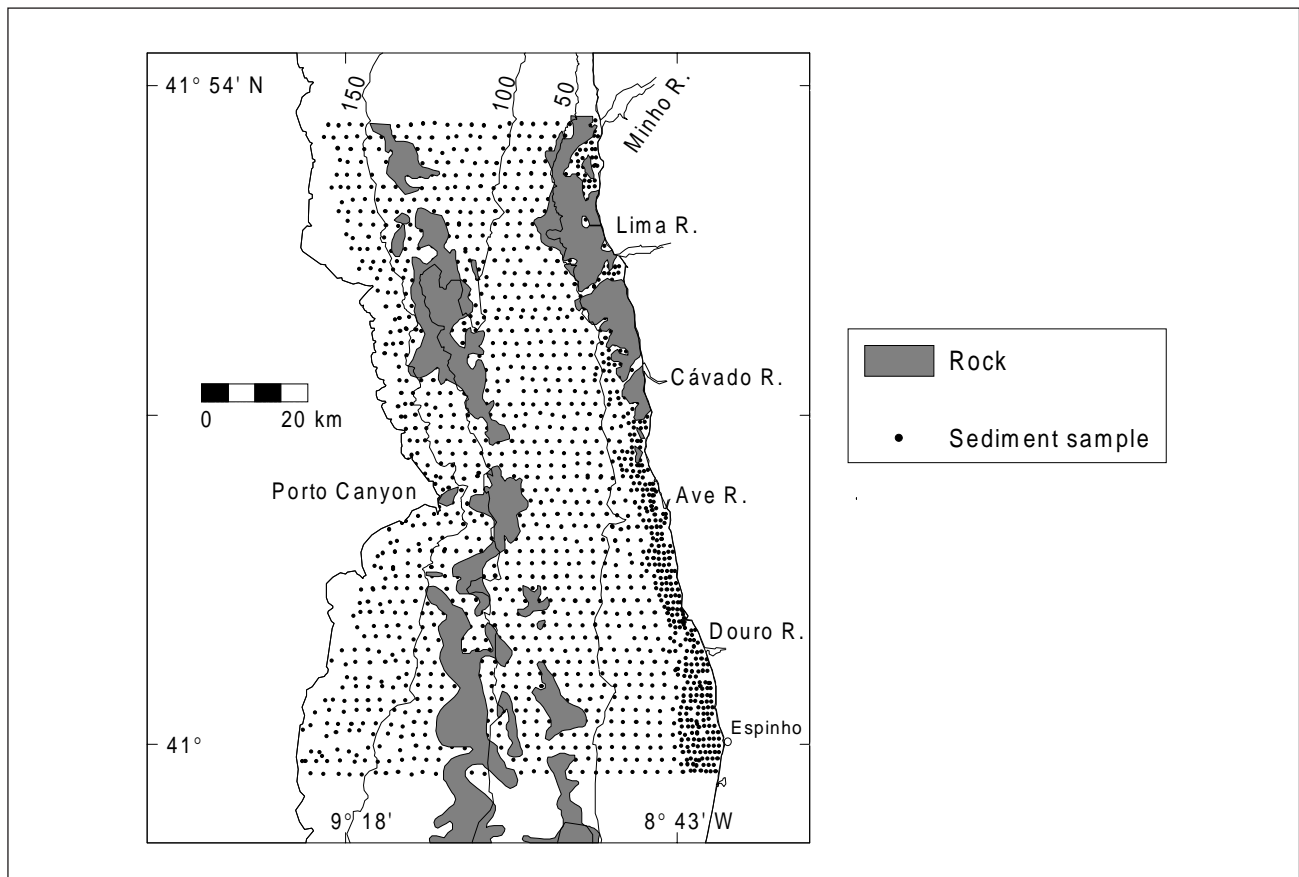 41° 54' N
150
100
50
Minho R.
Lima R.
Cávado R.
0 20 km
Porto Canyon
Ave R.
Douro R.
Espinho
41°
9° 18'
8° 43' W
Rock
Sediment sample